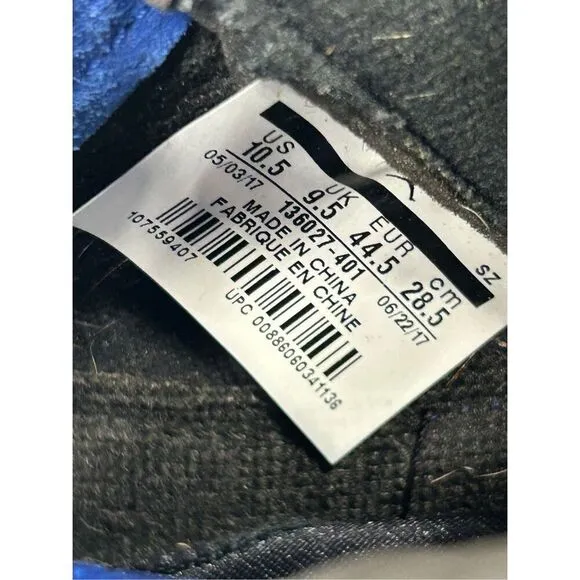 US UK EUR cm
10.5 9.5 44.5 28.5
05/03/17 136027-401 06/22/17
MADE IN CHINA
FABRIQUE EN CHINE
107559407
UPC 00886060341136
SZ